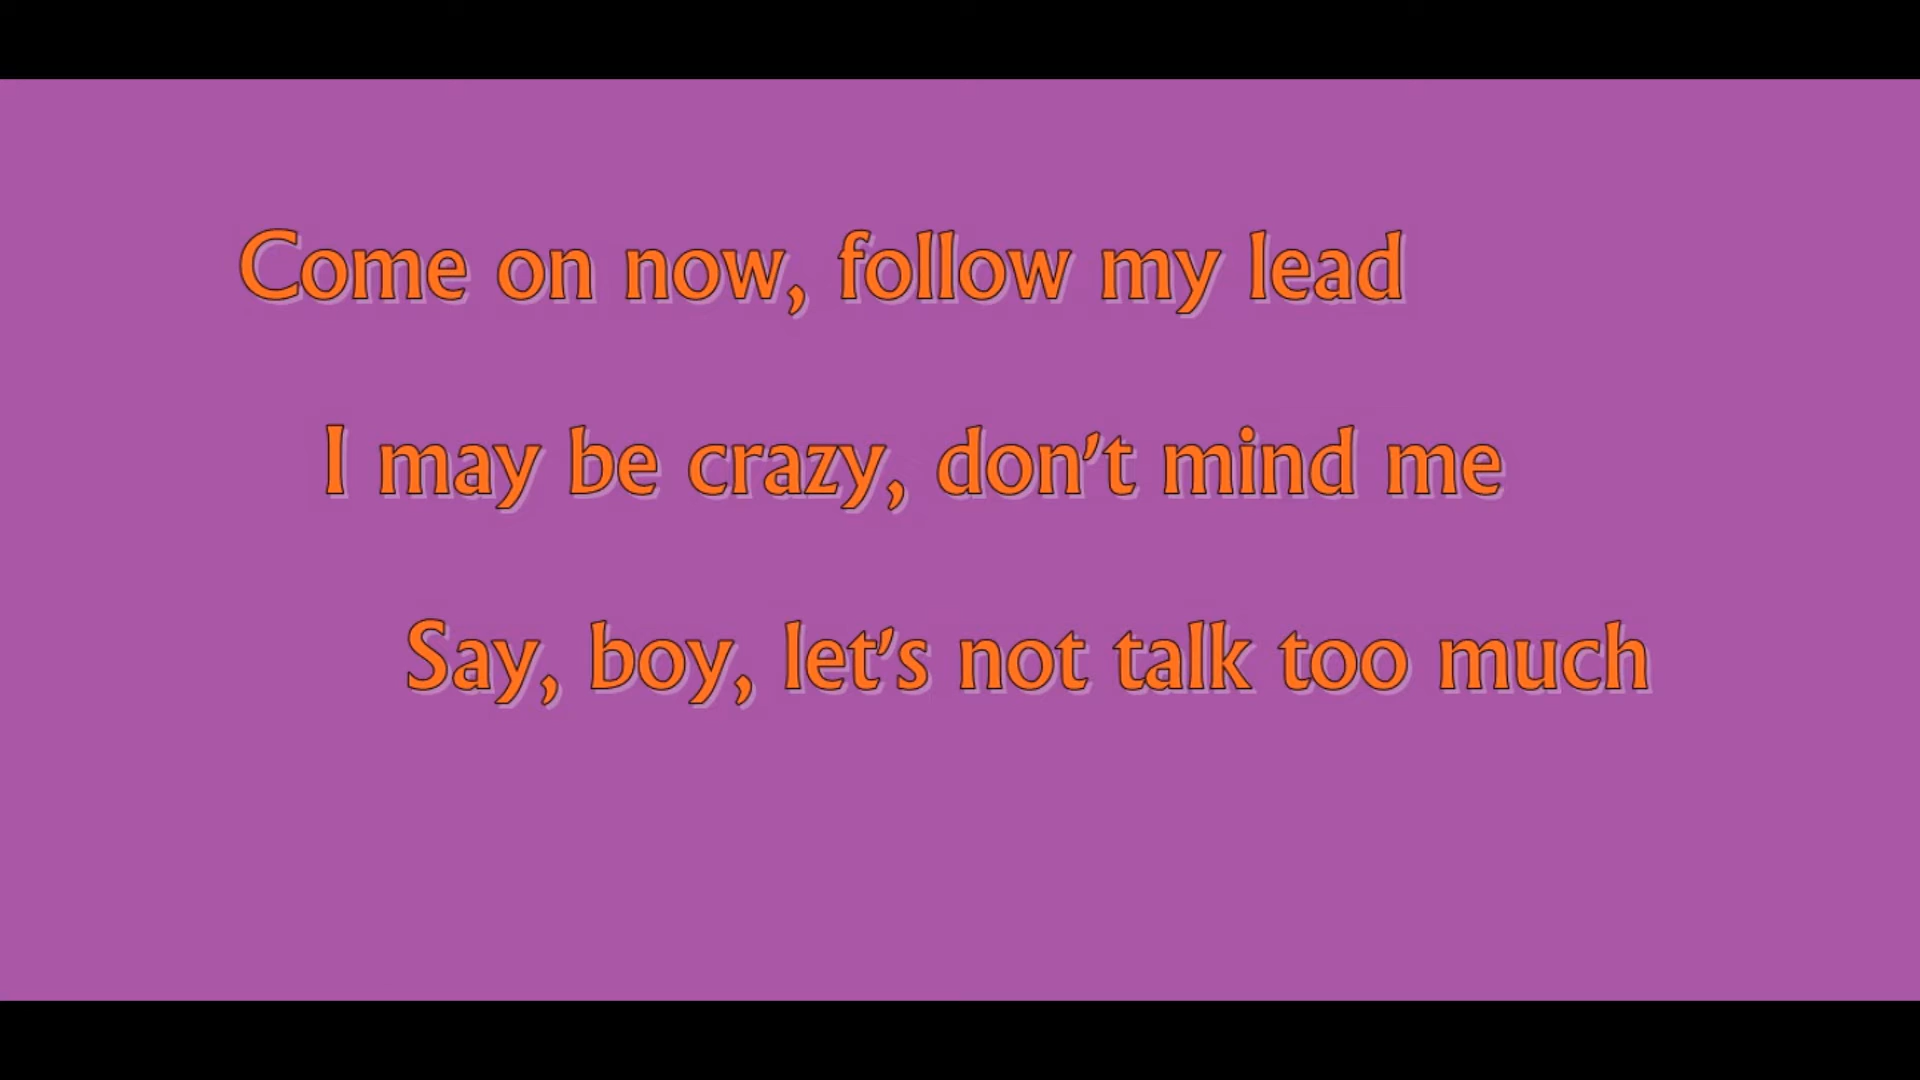 Come on now, follow my lead
I may be crazy, don't mind me
Say, boy, let's not talk too much